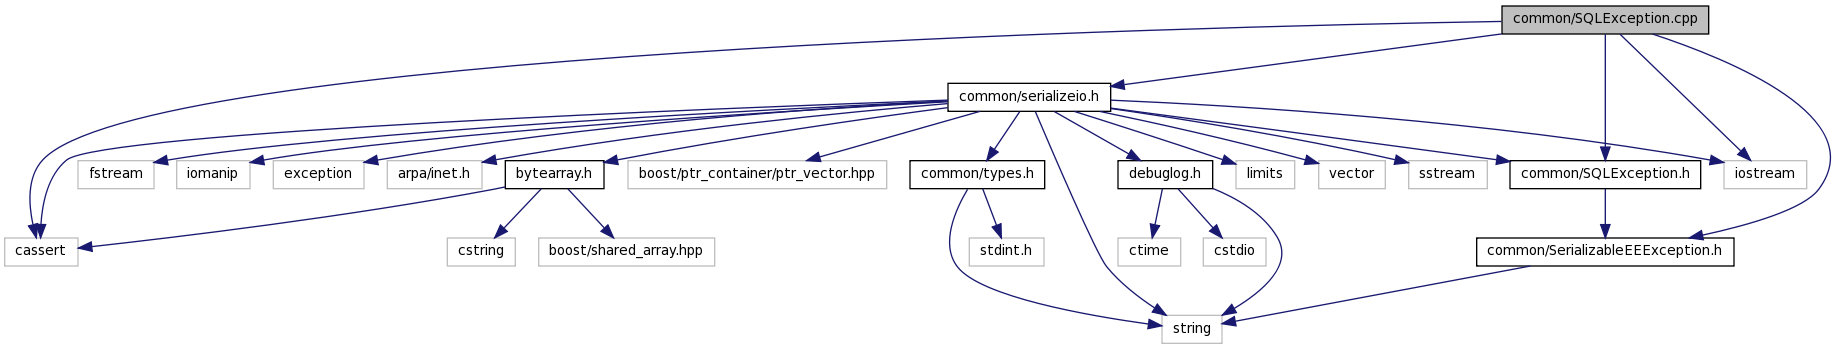 common/SQLException.cpp
common/serializeio.h
fstream
iomanip
exception
arpa/inet.h
bytearray.h
boost/ptr_container/ptr_vector.hpp
common/types.h
debuglog.h
limits
vector
sstream
common/SQLException.h
iostream
cassert
cstring
boost/shared_array.hpp
stdint.h
ctime
cstdio
common/SerializableEEException.h
string